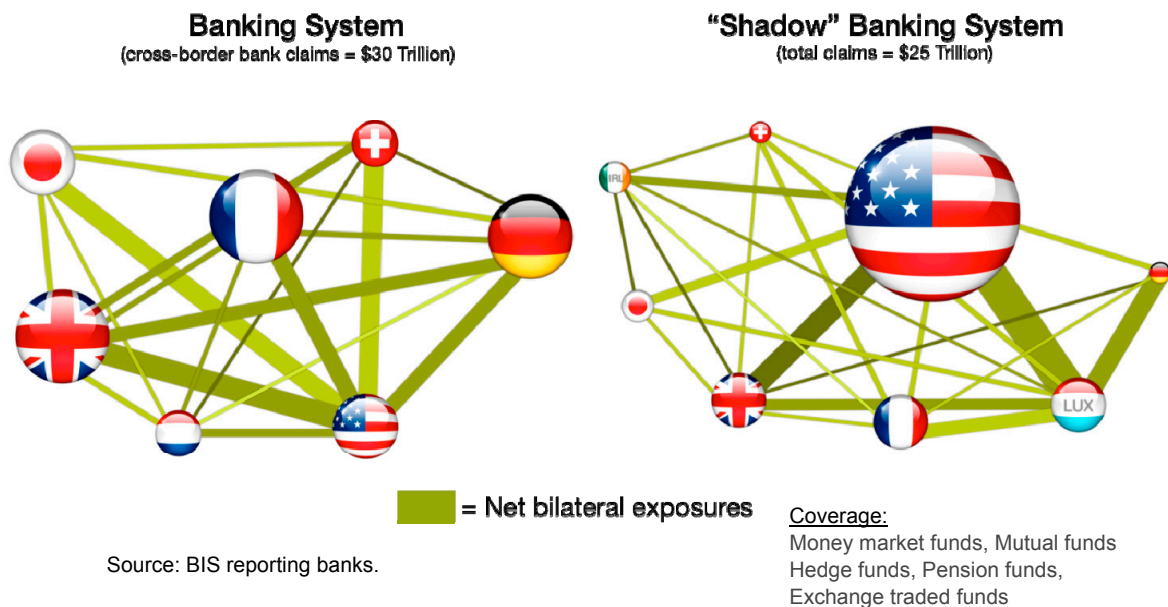 Banking System
(cross-border bank claims = $30 Trillion)
“Shadow” Banking System
(total claims = $25 Trillion)
IRL
LUX
= Net bilateral exposures
Coverage:
Money market funds, Mutual funds
Hedge funds, Pension funds,
Exchange traded funds
Source: BIS reporting banks.